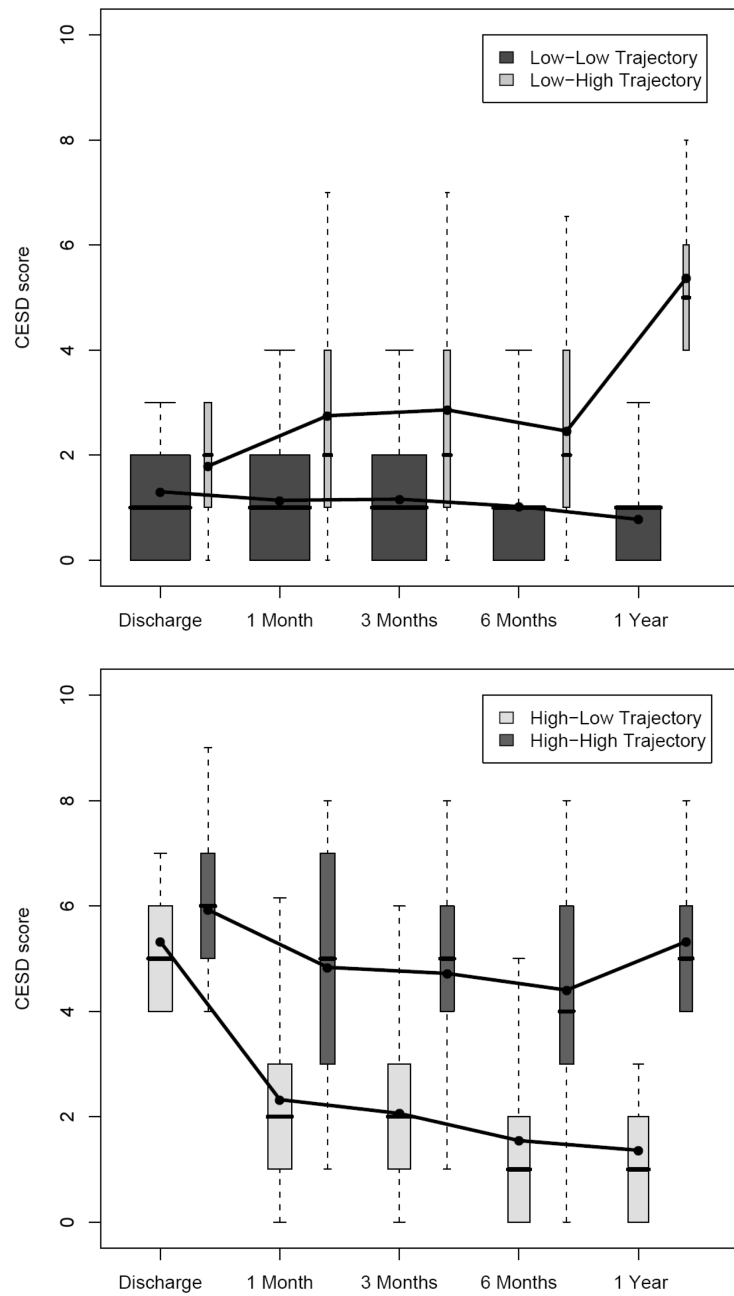 10
8
6
4
2
0
CESD score
Low−Low Trajectory
Low−High Trajectory
Discharge 1 Month 3 Months 6 Months 1 Year
10
8
6
4
2
0
CESD score
High−Low Trajectory
High−High Trajectory
Discharge 1 Month 3 Months 6 Months 1 Year